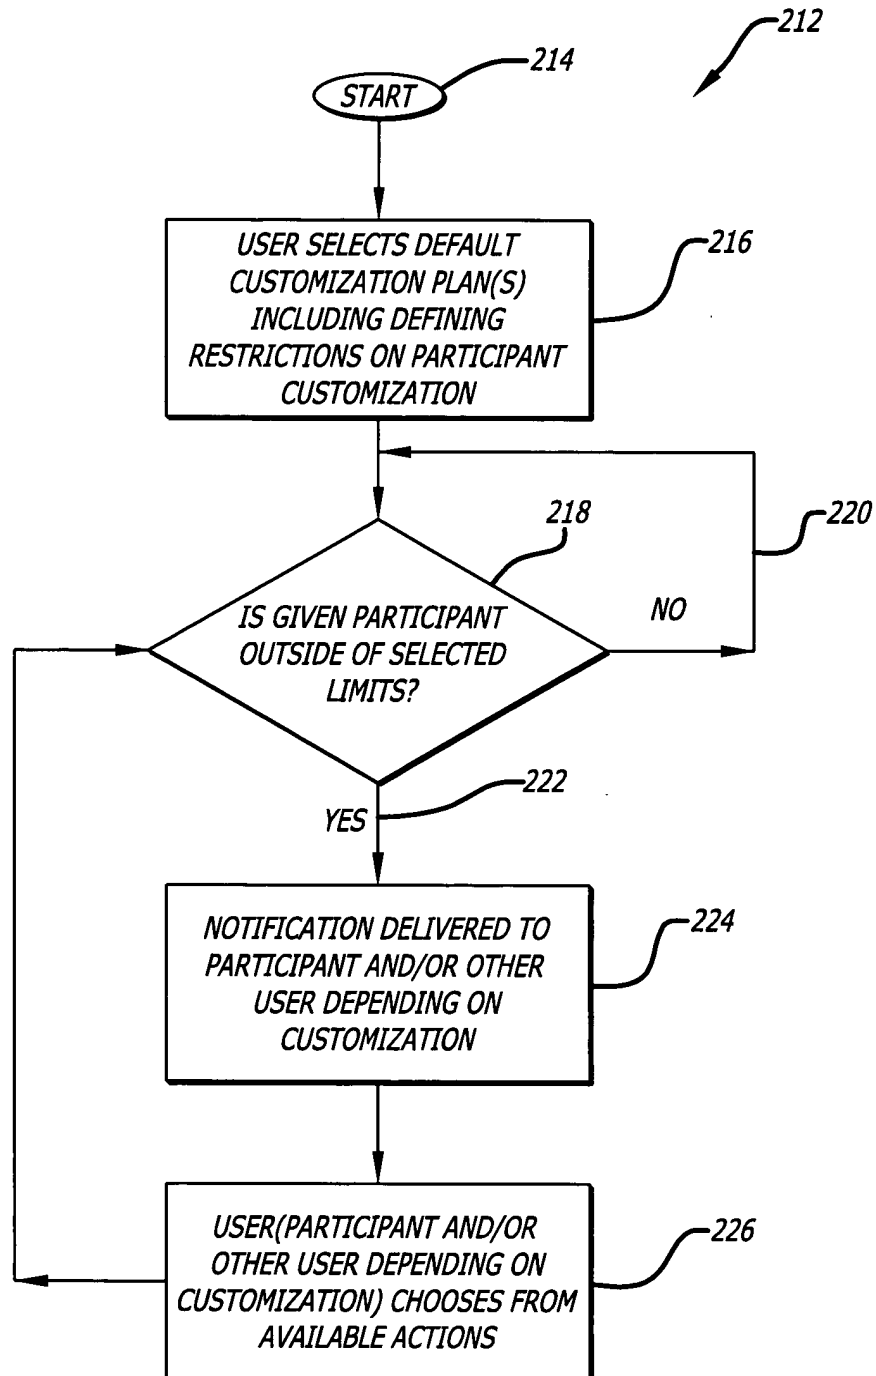 212
214
START
USER SELECTS DEFAULT
CUSTOMIZATION PLAN(S)
INCLUDING DEFINING
RESTRICTIONS ON PARTICIPANT
CUSTOMIZATION
216
218
220
IS GIVEN PARTICIPANT
OUTSIDE OF SELECTED
LIMITS?
NO
222
YES
NOTIFICATION DELIVERED TO
PARTICIPANT AND/OR OTHER
USER DEPENDING ON
CUSTOMIZATION
224
USER(PARTICIPANT AND/OR
OTHER USER DEPENDING ON
CUSTOMIZATION) CHOOSES FROM
AVAILABLE ACTIONS
226